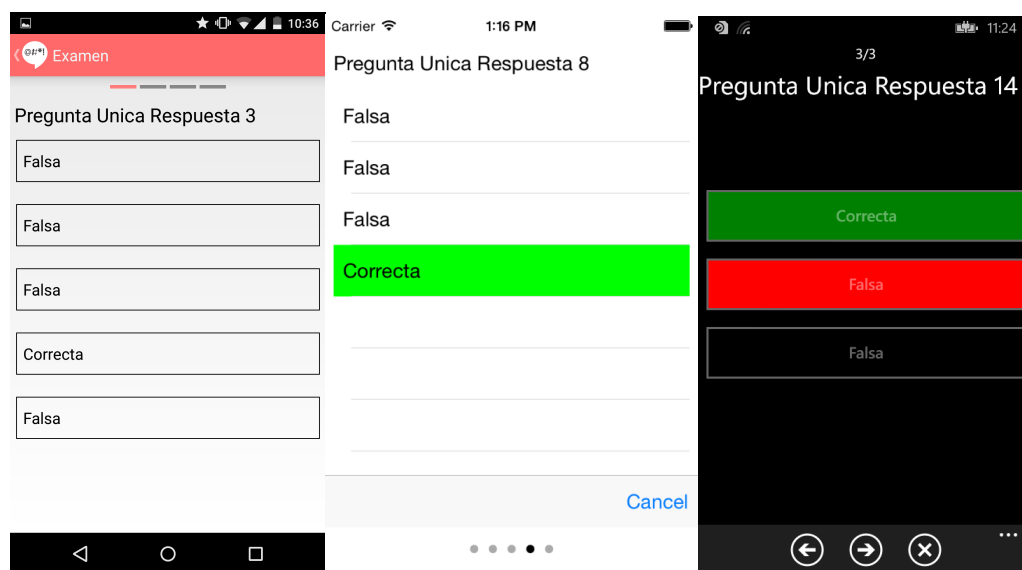 10:36
@#*!
Examen
Pregunta Unica Respuesta 3
Falsa
Falsa
Falsa
Correcta
Falsa
Carrier
1:16 PM
Pregunta Unica Respuesta 8
Falsa
Falsa
Falsa
Correcta
Cancel
11:24
3/3
Pregunta Unica Respuesta 14
Correcta
Falsa
Falsa